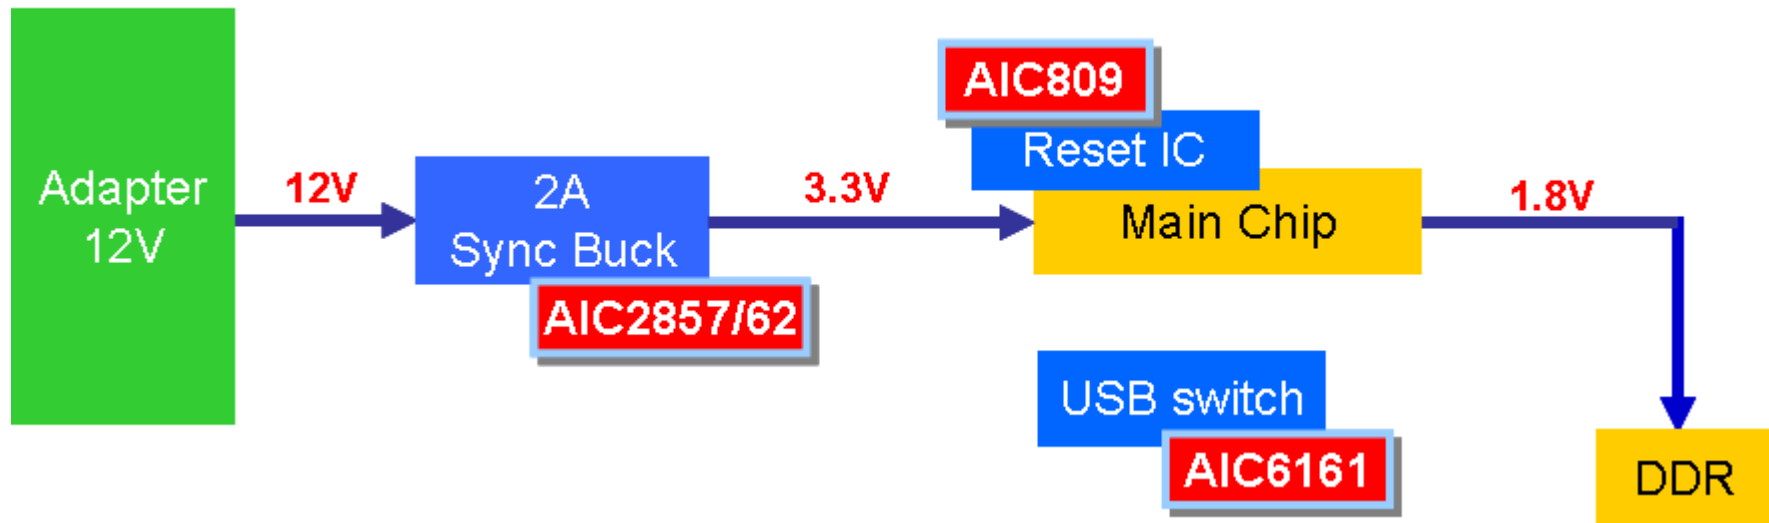 Adapter
12V
12V
2A
Sync Buck
AIC2857/62
3.3V
AIC809
Reset IC
Main Chip
1.8V
USB switch
AIC6161
DDR